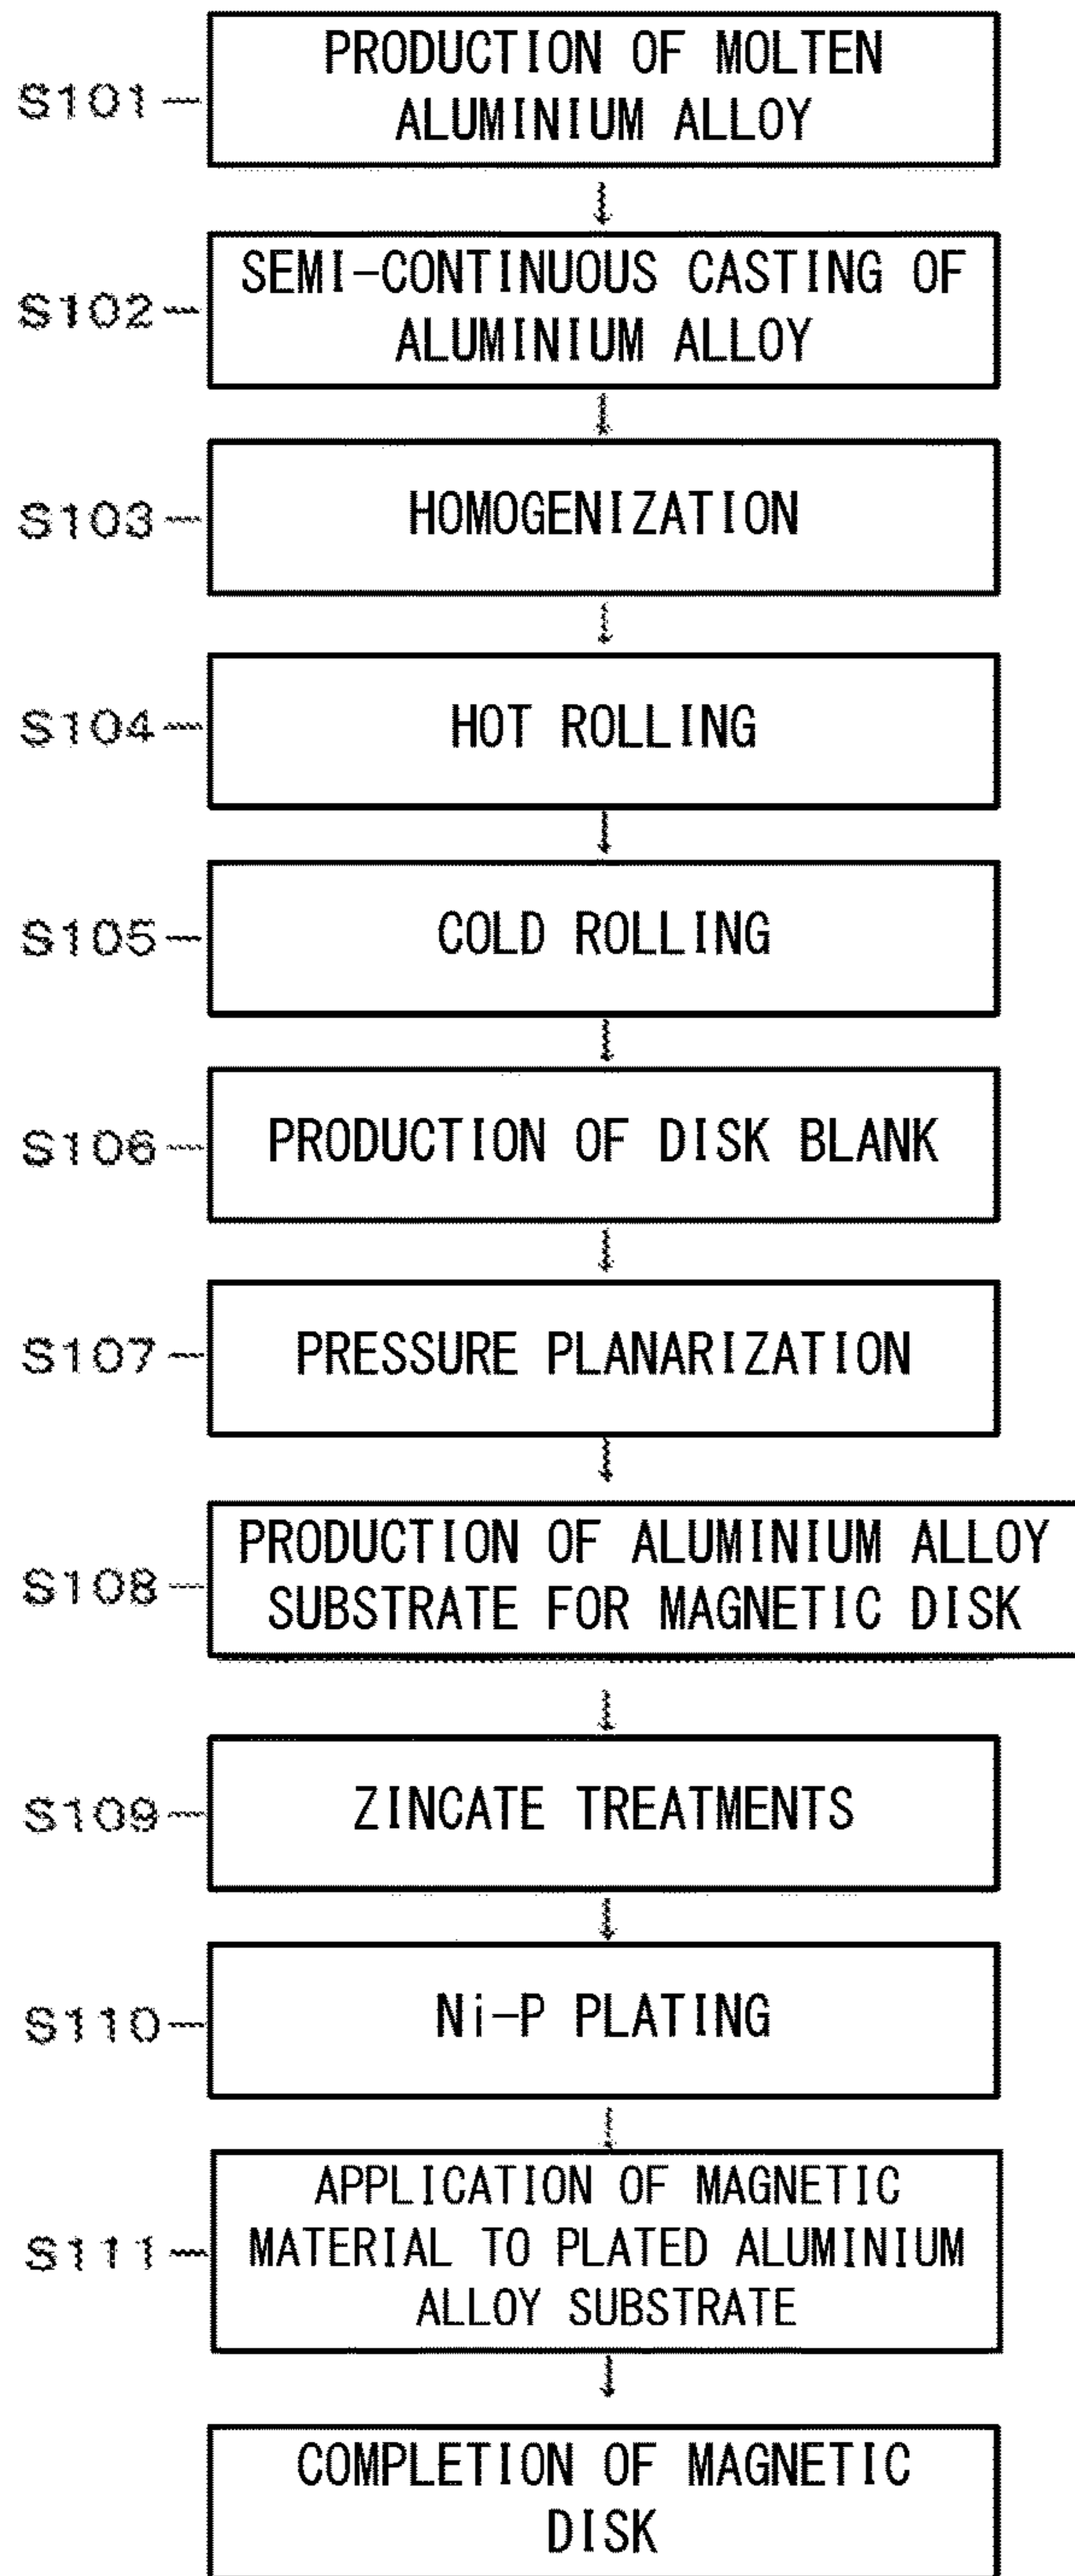 PRODUCTION OF MOLTEN
S101
ALUMINIUM ALLOY
SEMI-CONTINUOUS CASTING OF
S102
ALUMINIUM ALLOY
S103
HOMOGENIZATION
S104
HOT ROLLING
S105
COLD ROLLING
S106
PRODUCTION OF DISK BLANK
S107
PRESSURE PLANARIZATION
PRODUCTION OF ALUMINIUM ALLOY
S108
SUBSTRATE FOR MAGNETIC DISK
S109
ZINCATE TREATMENTS
S110
Ni-P PLATING
APPLICATION OF MAGNETIC
S111
MATERIAL TO PLATED ALUMINIUM
ALLOY SUBSTRATE
COMPLETION OF MAGNETIC
DISK